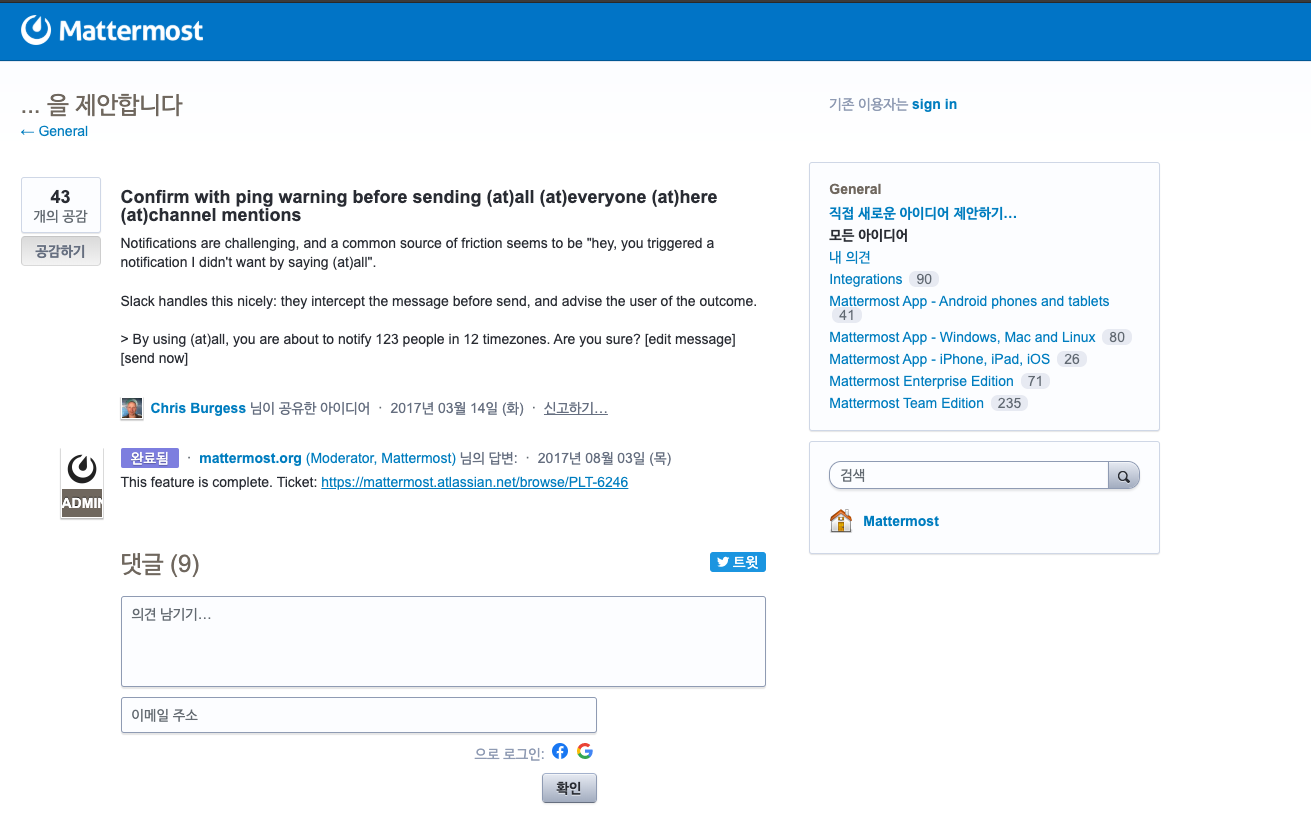 Mattermost
... 을 제안합니다
← General
기존 이용자는 sign in
43
개의 공감
공감하기
Confirm with ping warning before sending (at)all (at)everyone (at)here
(at)channel mentions
Notifications are challenging, and a common source of friction seems to be "hey, you triggered a
notification I didn't want by saying (at)all".
Slack handles this nicely: they intercept the message before send, and advise the user of the outcome.
> By using (at)all, you are about to notify 123 people in 12 timezones. Are you sure? [edit message]
[send now]
Chris Burgess 님이 공유한 아이디어 · 2017년 03월 14일 (화) · 신고하기…
ADMIN
완료됨 · mattermost.org (Moderator, Mattermost) 님의 답변: · 2017년 08월 03일 (목)
This feature is complete. Ticket: https://mattermost.atlassian.net/browse/PLT-6246
댓글 (9)
트윗
의견 남기기…
이메일 주소
으로 로그인:
확인
General
직접 새로운 아이디어 제안하기…
모든 아이디어
내 의견
Integrations 90
Mattermost App - Android phones and tablets
41
Mattermost App - Windows, Mac and Linux 80
Mattermost App - iPhone, iPad, iOS 26
Mattermost Enterprise Edition 71
Mattermost Team Edition 235
검색
Mattermost